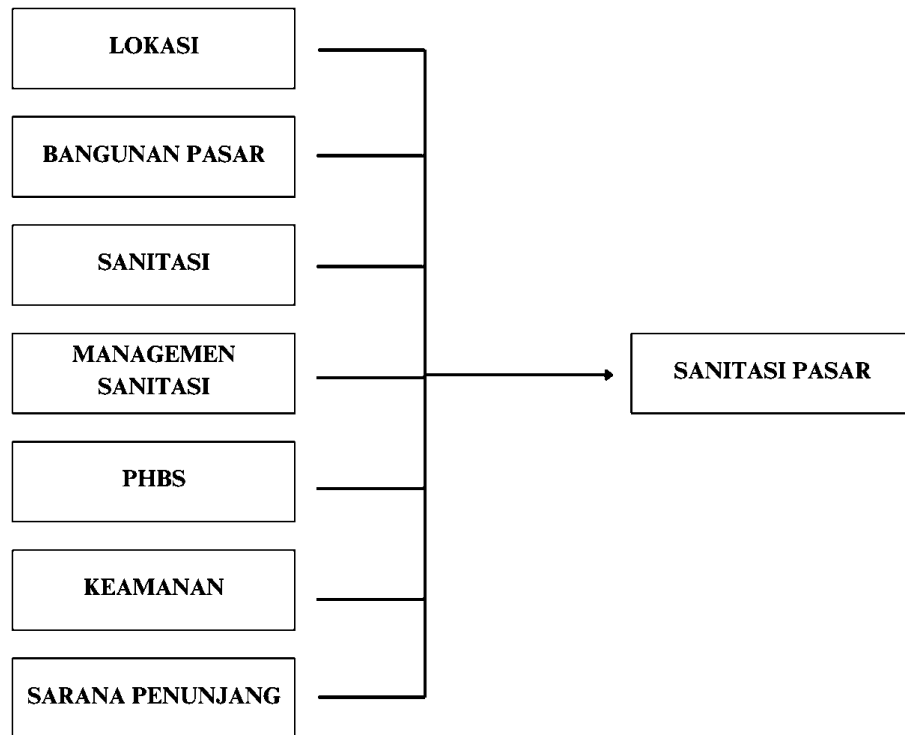 LOKASI
BANGUNAN PASAR
SANITASI
MANAGEMEN
SANITASI
PHBS
KEAMANAN
SARANA PENUNJANG
SANITASI PASAR